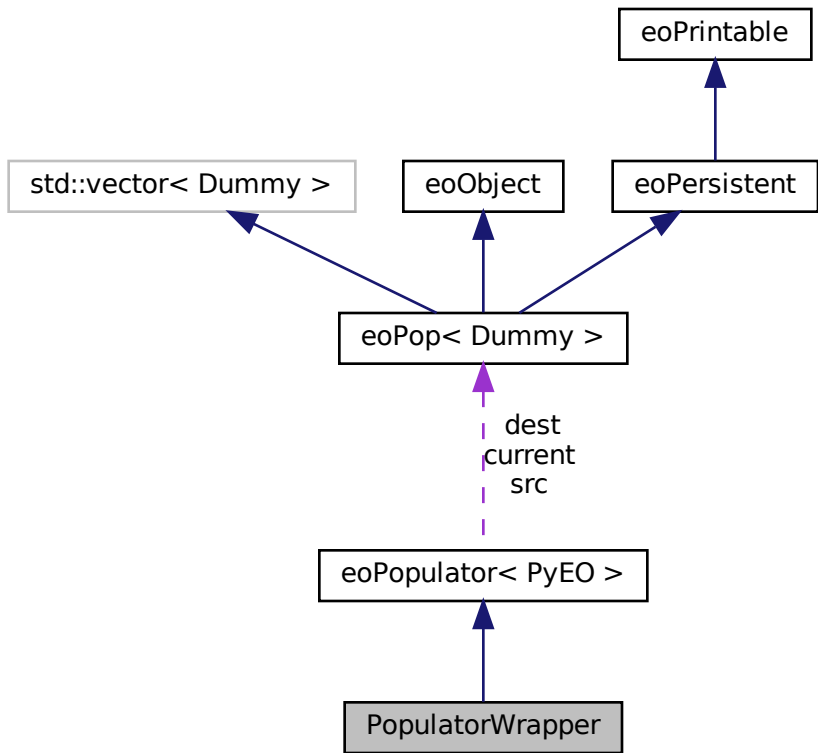 eoPrintable
std::vector< Dummy >
eoObject
eoPersistent
eoPop< Dummy >
dest
current
src
eoPopulator< PyEO >
PopulatorWrapper